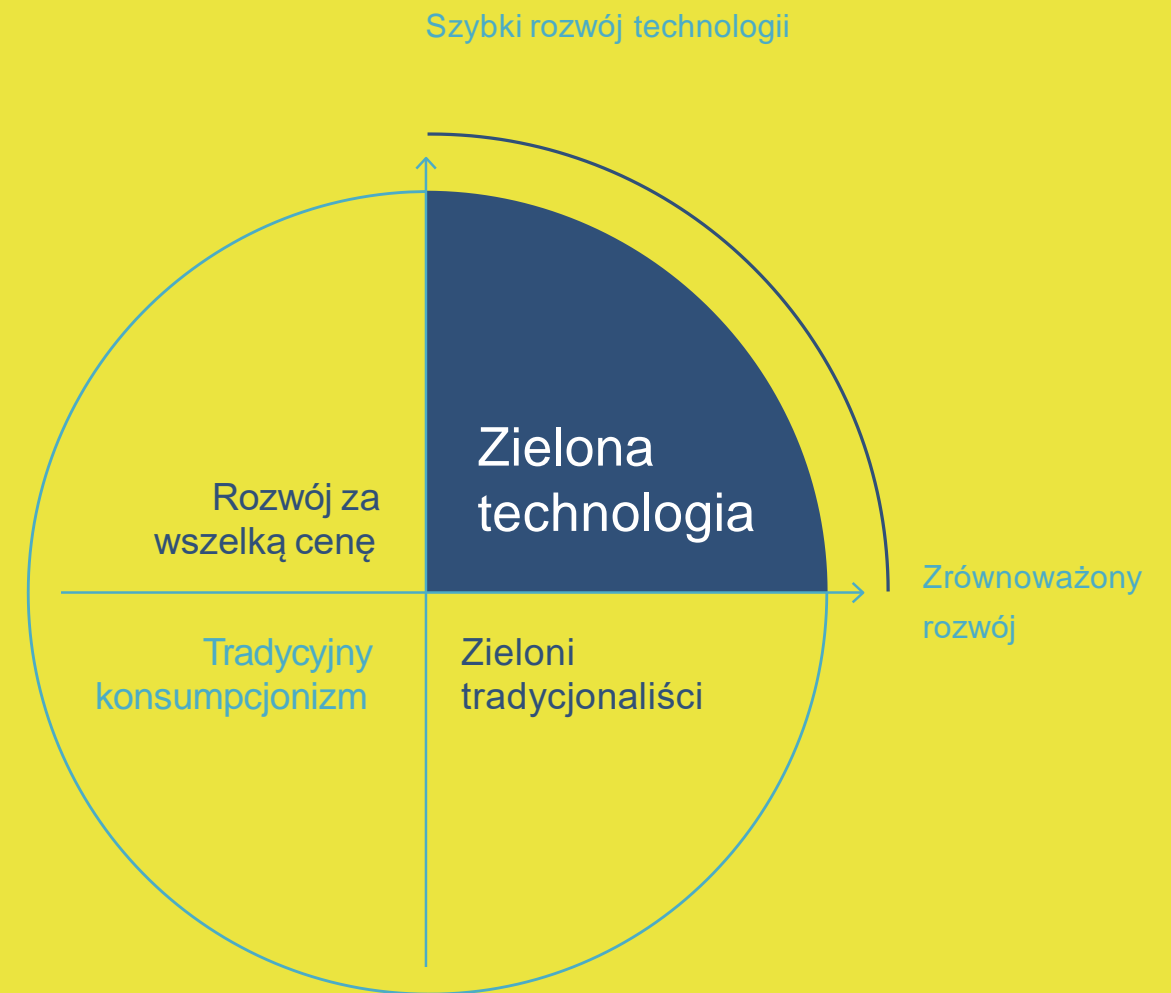 Szybki rozwój technologii
Zielona
technologia
Rozwój za
wszelką cenę
Zrównoważony
rozwój
Tradycyjny
konsumpcjonizm
Zieloni
tradycjonaliści